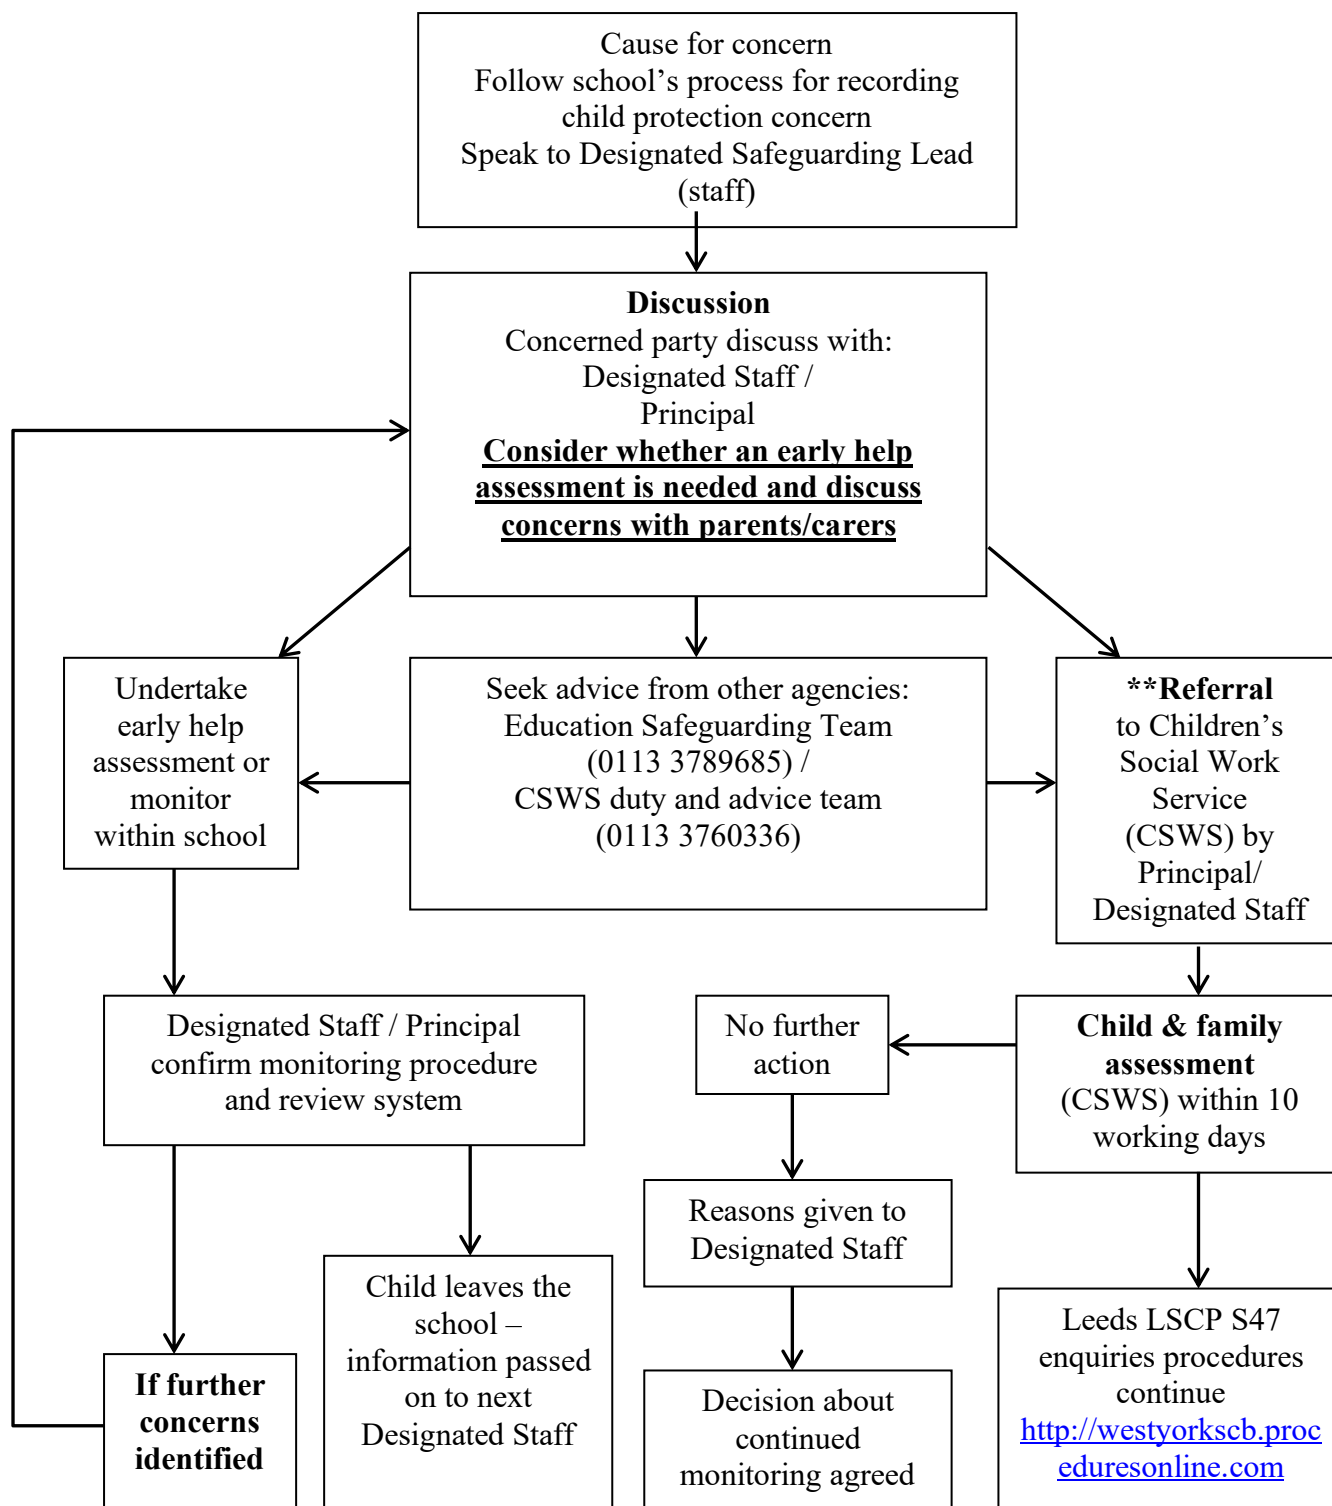 Cause for concern
Follow school’s process for recording
child protection concern
Speak to Designated Safeguarding Lead
(staff)
Discussion
Concerned party discuss with:
Designated Staff /
Principal
Consider whether an early help
assessment is needed and discuss
concerns with parents/carers
Undertake
early help
assessment or
monitor
within school
Seek advice from other agencies:
Education Safeguarding Team
(0113 3789685) /
CSWS duty and advice team
(0113 3760336)
**Referral
to Children’s
Social Work
Service
(CSWS) by
Principal/
Designated Staff
Designated Staff / Principal
confirm monitoring procedure
and review system
No further
action
Child & family
assessment
(CSWS) within 10
working days
Reasons given to
Designated Staff
Child leaves the
school –
information passed
on to next
Designated Staff
Leeds LSCP S47
enquiries procedures
continue
http://westyorkscb.proc
eduresonline.com
If further
concerns
identified
Decision about
continued
monitoring agreed